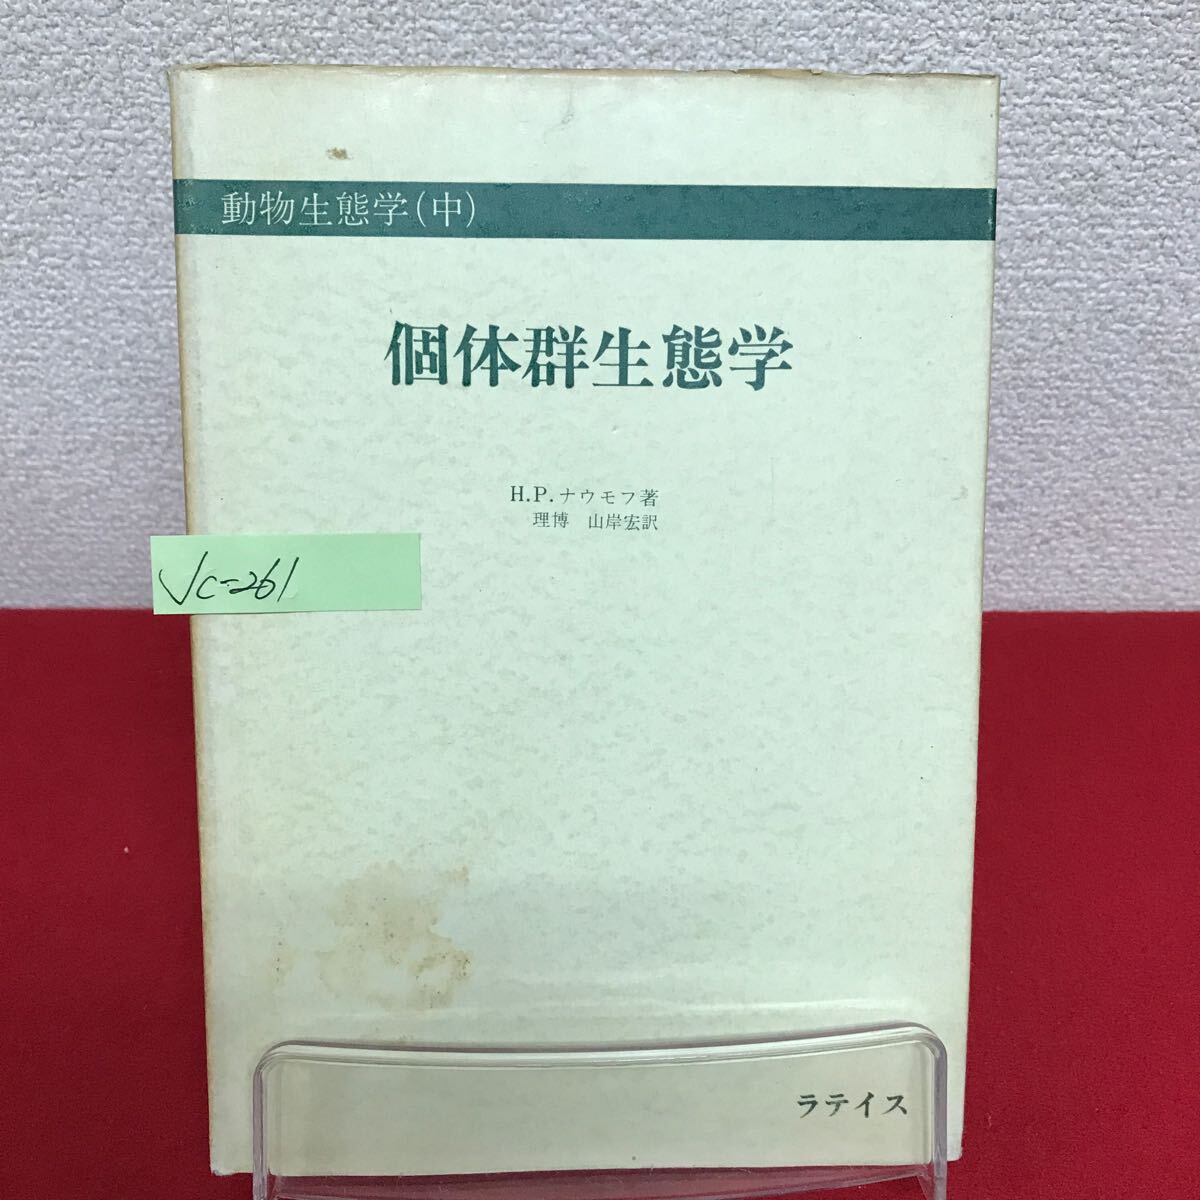 動物生態学(中)
個体群生態学
H.P.ナウモフ著
理博 山岸宏訳
Jc-261
ラテイス